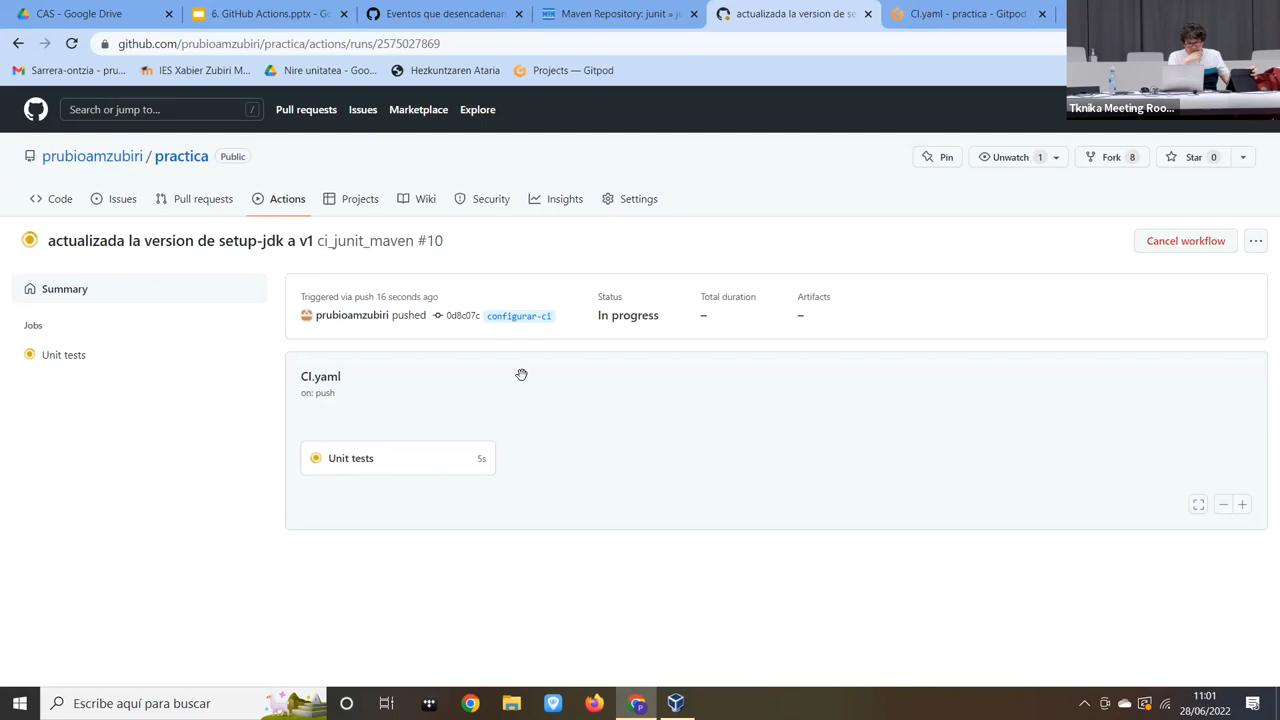 CAS - Google Drive
6. GitHub Actions.pptx - Goo
Eventos que desencadenan
Maven Repository: junit » ju
actualizada la version de se
CI.yaml - practica - Gitpod
github.com/prubioamzubiri/practica/actions/runs/2575027869
Sarrera-ontzia - pru...
IES Xabier Zubiri M...
Nire unitatea - Goo...
Hezkuntzaren Ataria
Projects — Gitpod
Tknika Meeting Roo...
Search or jump to...
/
Pull requests
Issues
Marketplace
Explore
prubioamzubiri / practica
Public
Pin
Unwatch 1
Fork 8
Star 0
Code
Issues
Pull requests
Actions
Projects
Wiki
Security
Insights
Settings
actualizada la version de setup-jdk a v1 ci_junit_maven #10
Cancel workflow
Summary
Jobs
Unit tests
Triggered via push 16 seconds ago
prubioamzubiri pushed 0d8c07c configurar-ci
Status
In progress
Total duration
–
Artifacts
–
CI.yaml
on: push
Unit tests 5s
Escribe aquí para buscar
11:01
28/06/2022